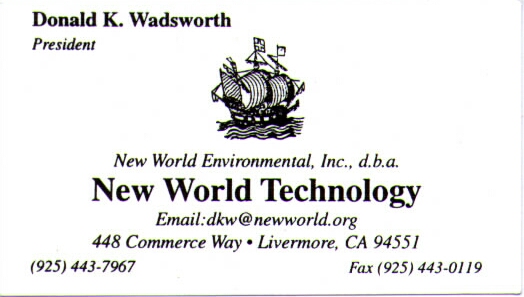 Donald K. Wadsworth
President
New World Environmental, Inc., d.b.a.
New World Technology
Email:dkw@newworld.org
448 Commerce Way • Livermore, CA 94551
(925) 443-7967
Fax (925) 443-0119